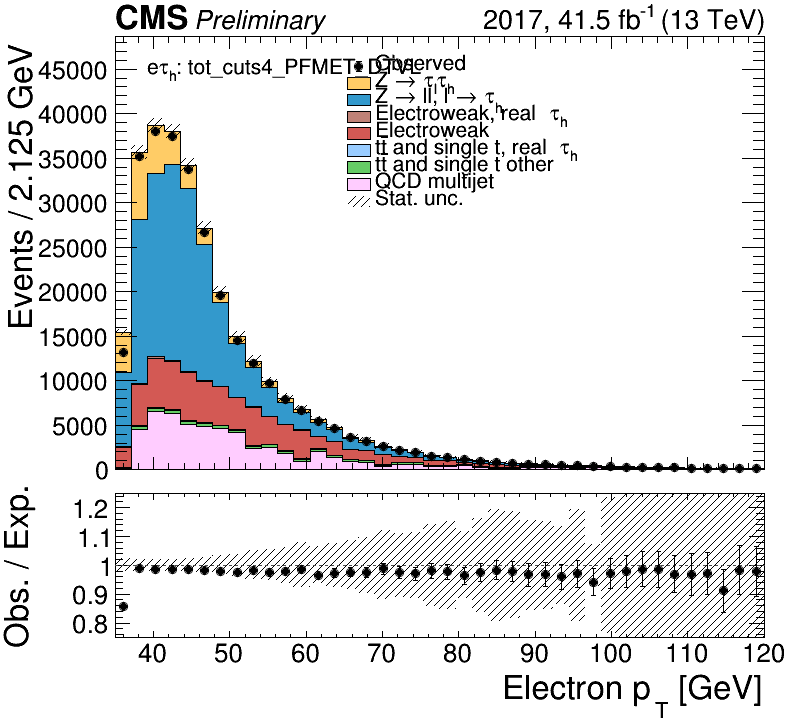 CMS Preliminary 2017, 41.5 fb⁻¹ (13 TeV)
eτh: tot_cuts4_PFMET_DTVL
Observed
Z → τlτh
Z → ll, l → τh
Electroweak, real τh
Electroweak
tt and single t, real τh
tt and single t other
QCD multijet
Stat. unc.
Events / 2.125 GeV
45000
40000
35000
30000
25000
20000
15000
10000
5000
0
Obs. / Exp.
1.2
1.1
1
0.9
0.8
40 50 60 70 80 90 100 110 120
Electron pT [GeV]